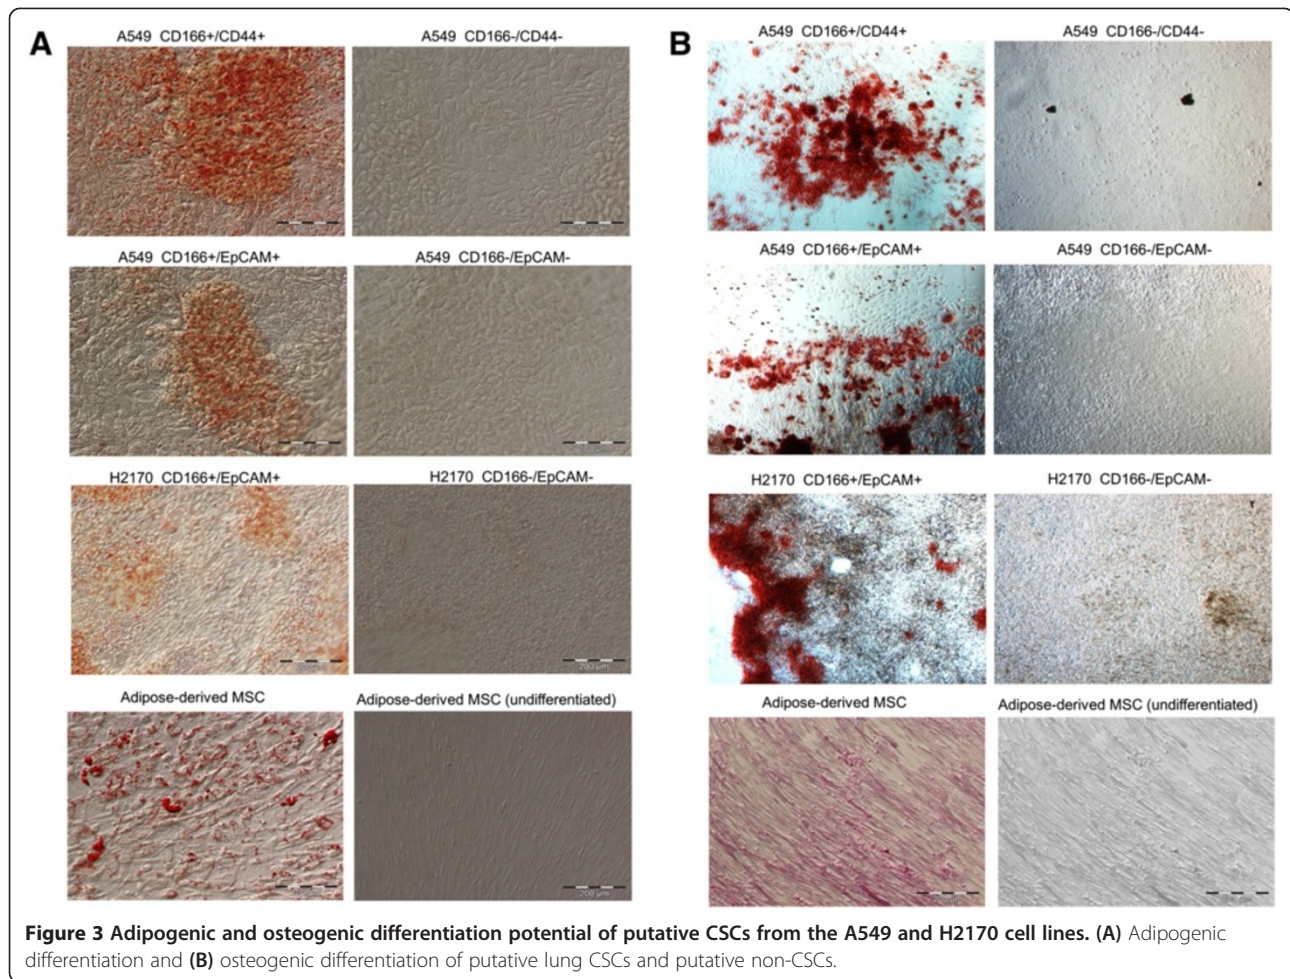 A
A549 CD166+/CD44+
A549 CD166-/CD44-
A549 CD166+/EpCAM+
A549 CD166-/EpCAM-
H2170 CD166+/EpCAM+
H2170 CD166-/EpCAM-
200 µm
Adipose-derived MSC
Adipose-derived MSC (undifferentiated)
200 µm
B
A549 CD166+/CD44+
A549 CD166-/CD44-
A549 CD166+/EpCAM+
A549 CD166-/EpCAM-
H2170 CD166+/EpCAM+
H2170 CD166-/EpCAM-
Adipose-derived MSC
Adipose-derived MSC (undifferentiated)
Figure 3 Adipogenic and osteogenic differentiation potential of putative CSCs from the A549 and H2170 cell lines. (A) Adipogenic
differentiation and (B) osteogenic differentiation of putative lung CSCs and putative non-CSCs.